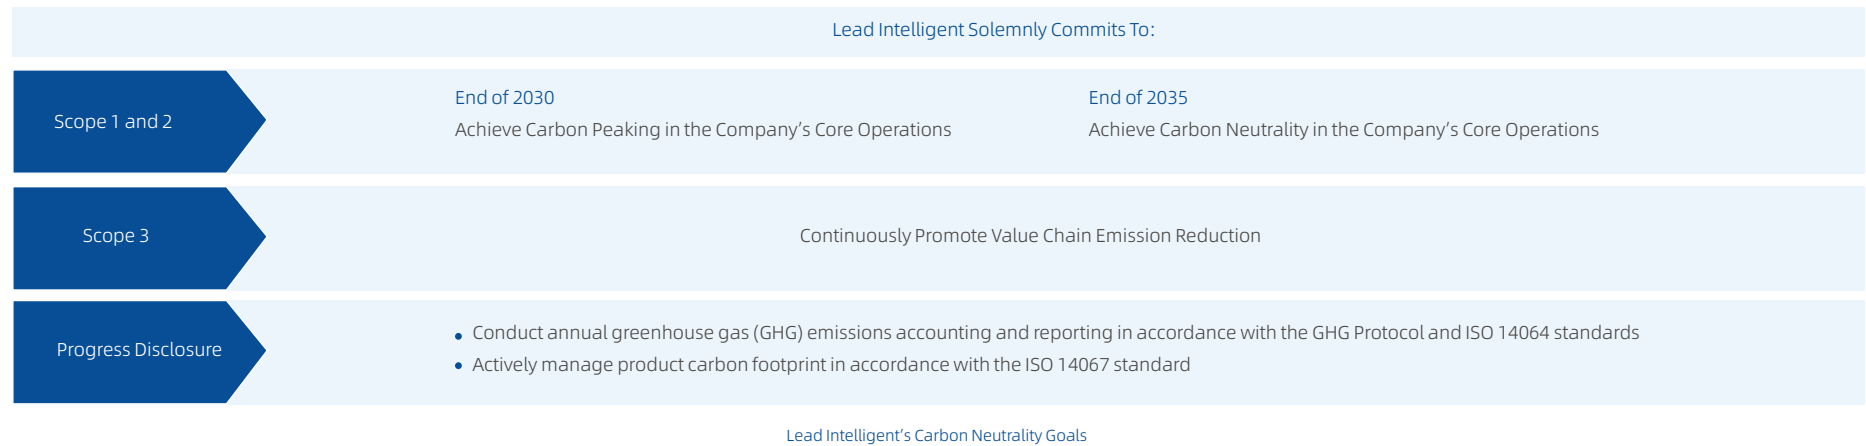 Lead Intelligent Solemnly Commits To:
Scope 1 and 2
End of 2030
Achieve Carbon Peaking in the Company’s Core Operations
End of 2035
Achieve Carbon Neutrality in the Company’s Core Operations
Scope 3
Continuously Promote Value Chain Emission Reduction
Progress Disclosure
• Conduct annual greenhouse gas (GHG) emissions accounting and reporting in accordance with the GHG Protocol and ISO 14064 standards
• Actively manage product carbon footprint in accordance with the ISO 14067 standard
Lead Intelligent’s Carbon Neutrality Goals